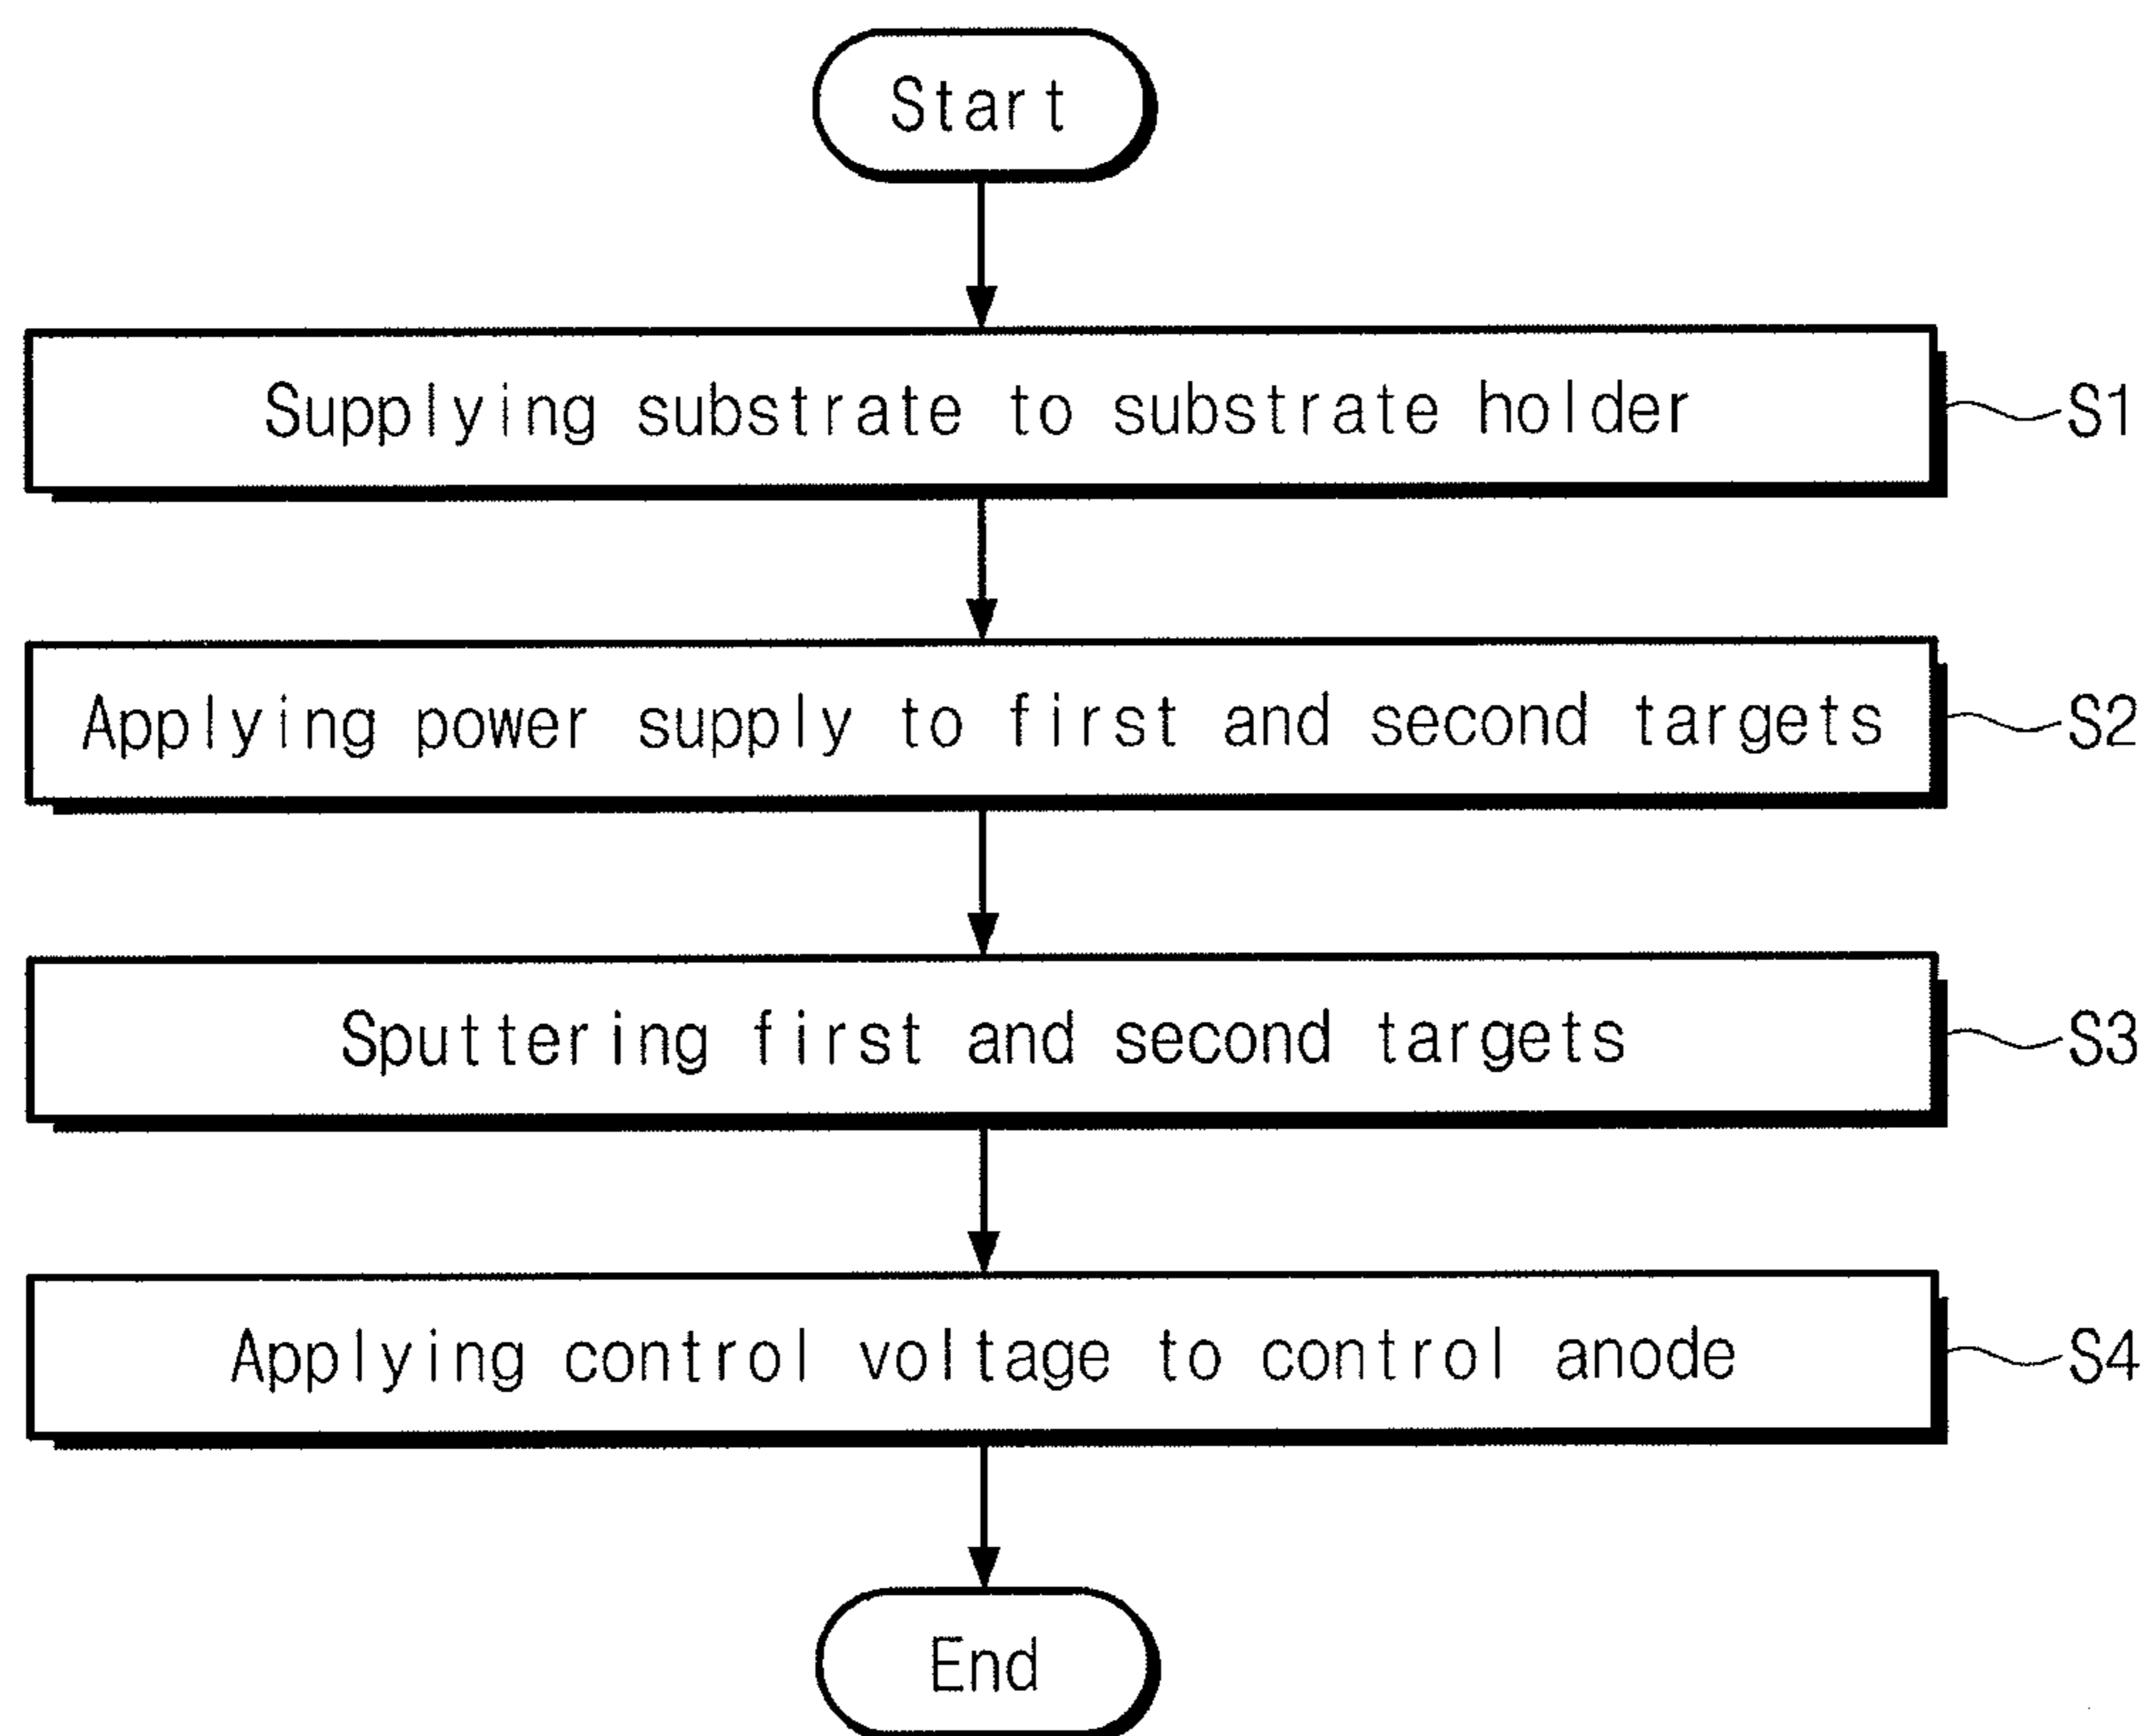 Start
Supplying substrate to substrate holder
S1
Applying power supply to first and second targets
S2
Sputtering first and second targets
S3
Applying control voltage to control anode
S4
End